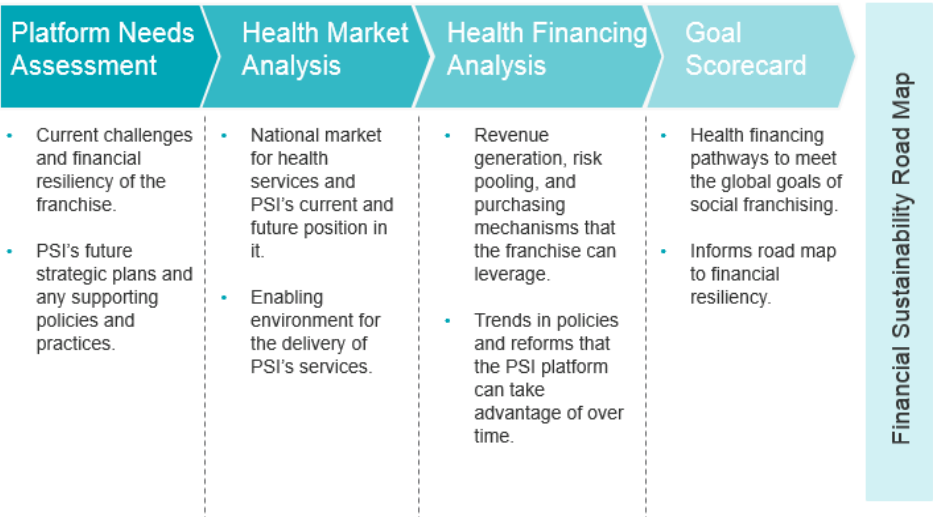 Platform Needs
Assessment
Health Market
Analysis
Health Financing
Analysis
Goal
Scorecard
• Current challenges
and financial
resiliency of the
franchise.
• PSI's future
strategic plans and
any supporting
policies and
practices.
• National market
for health
services and
PSI's current and
future position in
it.
• Enabling
environment for
the delivery of
PSI's services.
• Revenue
generation, risk
pooling, and
purchasing
mechanisms that
the franchise can
leverage.
• Trends in policies
and reforms that
the PSI platform
can take
advantage of over
time.
• Health financing
pathways to meet
the global goals of
social franchising.
• Informs road map
to financial
resiliency.
Financial Sustainability Road Map